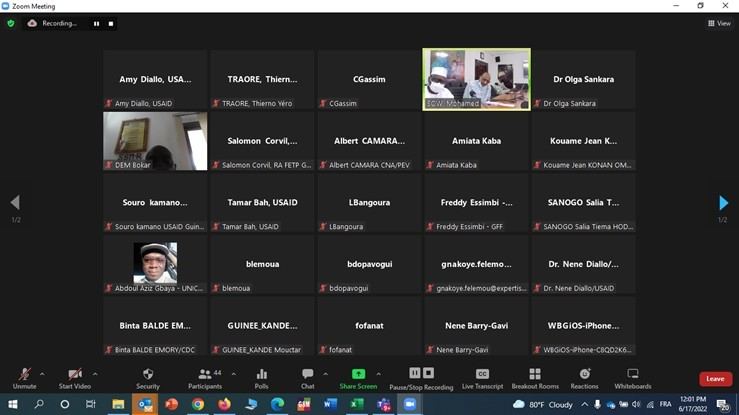 Zoom Meeting
Recording...
View
Amy Diallo, USA...
Amy Diallo, USAID
TRAORE, Thiern...
TRAORE, Thierno Yéro
CGassim
CGassim
SOW Mohamed
Dr Olga Sankara
Dr Olga Sankara
DEM Bokar
Salomon Corvil,...
Salomon Corvil, RA FETP G...
Albert CAMARA...
Albert CAMARA CNA/PEV
Amiata Kaba
Amiata Kaba
Kouame Jean K...
Kouame Jean KONAN OM...
1/2
1/2
Souro kamano...
Souro kamano USAID Guin...
Tamar Bah, USAID
Tamar Bah, USAID
LBangoura
LBangoura
Freddy Essimbi -...
Freddy Essimbi - GFF
SANOGO Salia T...
SANOGO Salia Tiema HOD...
Abdoul Aziz Gbaya - UNIC...
blemoua
blemoua
bdopavogui
bdopavogui
gnakoye.felemo...
gnakoye.felemou@expertis...
Dr. Nene Diallo/...
Dr. Nene Diallo/USAID
Binta BALDE EM...
Binta BALDE EMORY/CDC
GUINEE_KANDE...
GUINEE_KANDE Mouctar
fofanat
fofanat
Nene Barry-Gavi
Nene Barry-Gavi
WBGiOS-iPhone...
WBGiOS-iPhone-C8QD2K6...
Unmute
Start Video
Security
44
Participants
Polls
Chat
Share Screen
Pause/Stop Recording
CC
Live Transcript
Breakout Rooms
Reactions
Whiteboards
Leave
80°F Cloudy
FRA
12:01 PM
6/17/2022
20